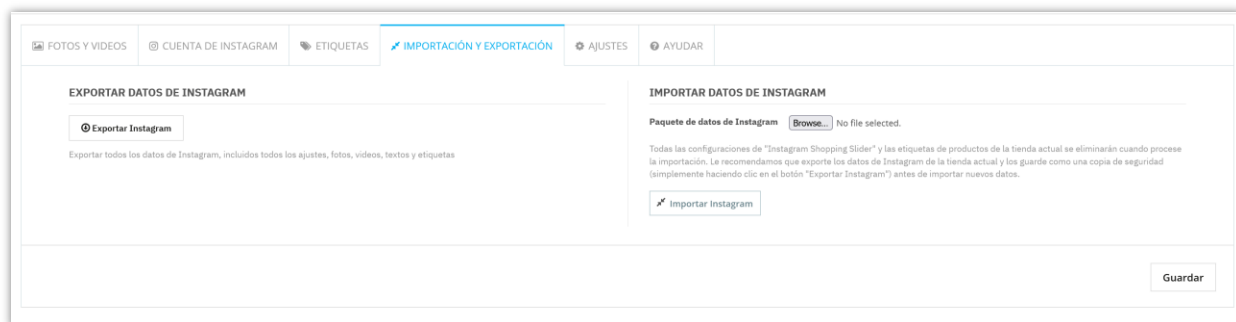 FOTOS Y VIDEOS
CUENTA DE INSTAGRAM
ETIQUETAS
IMPORTACIÓN Y EXPORTACIÓN
AJUSTES
AYUDAR
EXPORTAR DATOS DE INSTAGRAM
Exportar Instagram
Exportar todos los datos de Instagram, incluidos todos los ajustes, fotos, videos, textos y etiquetas
IMPORTAR DATOS DE INSTAGRAM
Paquete de datos de Instagram Browse... No file selected.
Todas las configuraciones de "Instagram Shopping Slider" y las etiquetas de productos de la tienda actual se eliminarán cuando procese
la importación. Le recomendamos que exporte los datos de Instagram de la tienda actual y los guarde como una copia de seguridad
(simplemente haciendo clic en el botón "Exportar Instagram") antes de importar nuevos datos.
Importar Instagram
Guardar